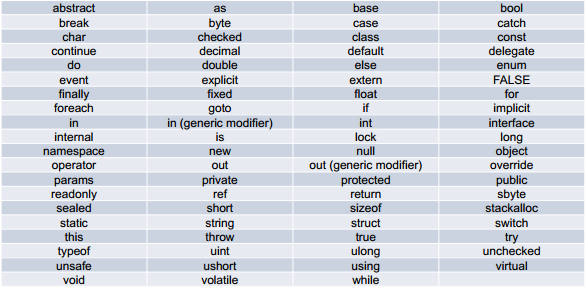 abstract as base bool
break byte case catch
char checked class const
continue decimal default delegate
do double else enum
event explicit extern FALSE
finally fixed float for
foreach goto if implicit
in in (generic modifier) int interface
internal is lock long
namespace new null object
operator out out (generic modifier) override
params private protected public
readonly ref return sbyte
sealed short sizeof stackalloc
static string struct switch
this throw true try
typeof uint ulong unchecked
unsafe ushort using virtual
void volatile while